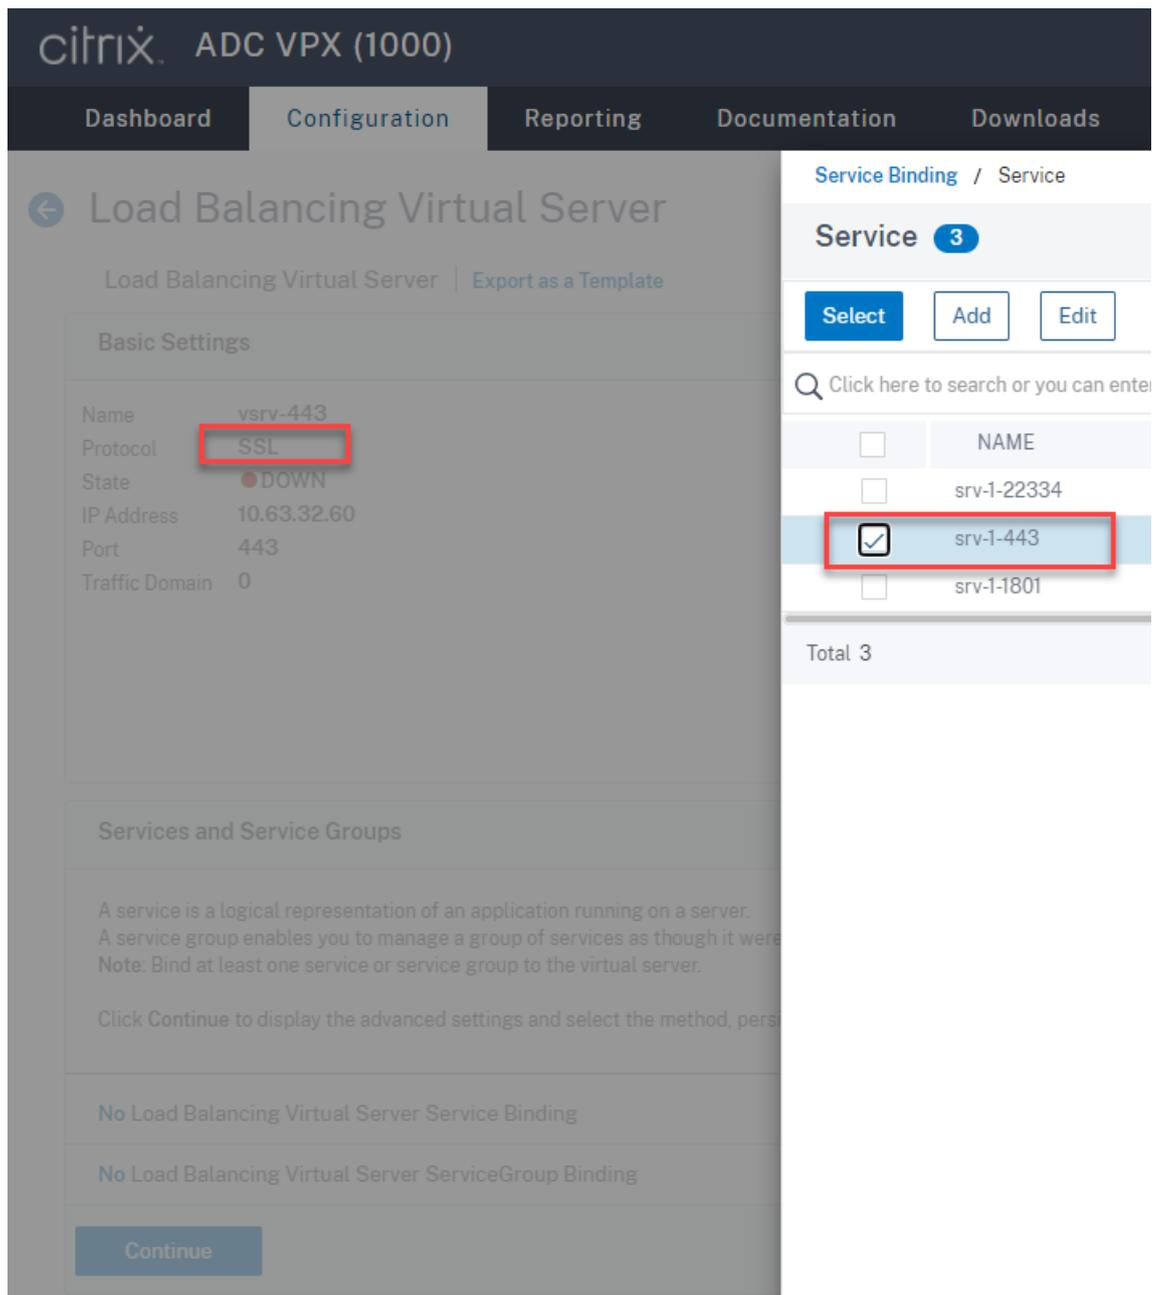 citrix. ADC VPX (1000)
Dashboard Configuration Reporting Documentation Downloads
Load Balancing Virtual Server
Load Balancing Virtual Server | Export as a Template
Basic Settings
Name vsrv-443
Protocol SSL
State DOWN
IP Address 10.63.32.60
Port 443
Traffic Domain 0
Services and Service Groups
A service is a logical representation of an application running on a server.
A service group enables you to manage a group of services as though it were
Note: Bind at least one service or service group to the virtual server.
Click Continue to display the advanced settings and select the method, persi
No Load Balancing Virtual Server Service Binding
No Load Balancing Virtual Server ServiceGroup Binding
Continue
Service Binding / Service
Service 3
Select Add Edit
Click here to search or you can enter
NAME
srv-1-22334
srv-1-443
srv-1-1801
Total 3